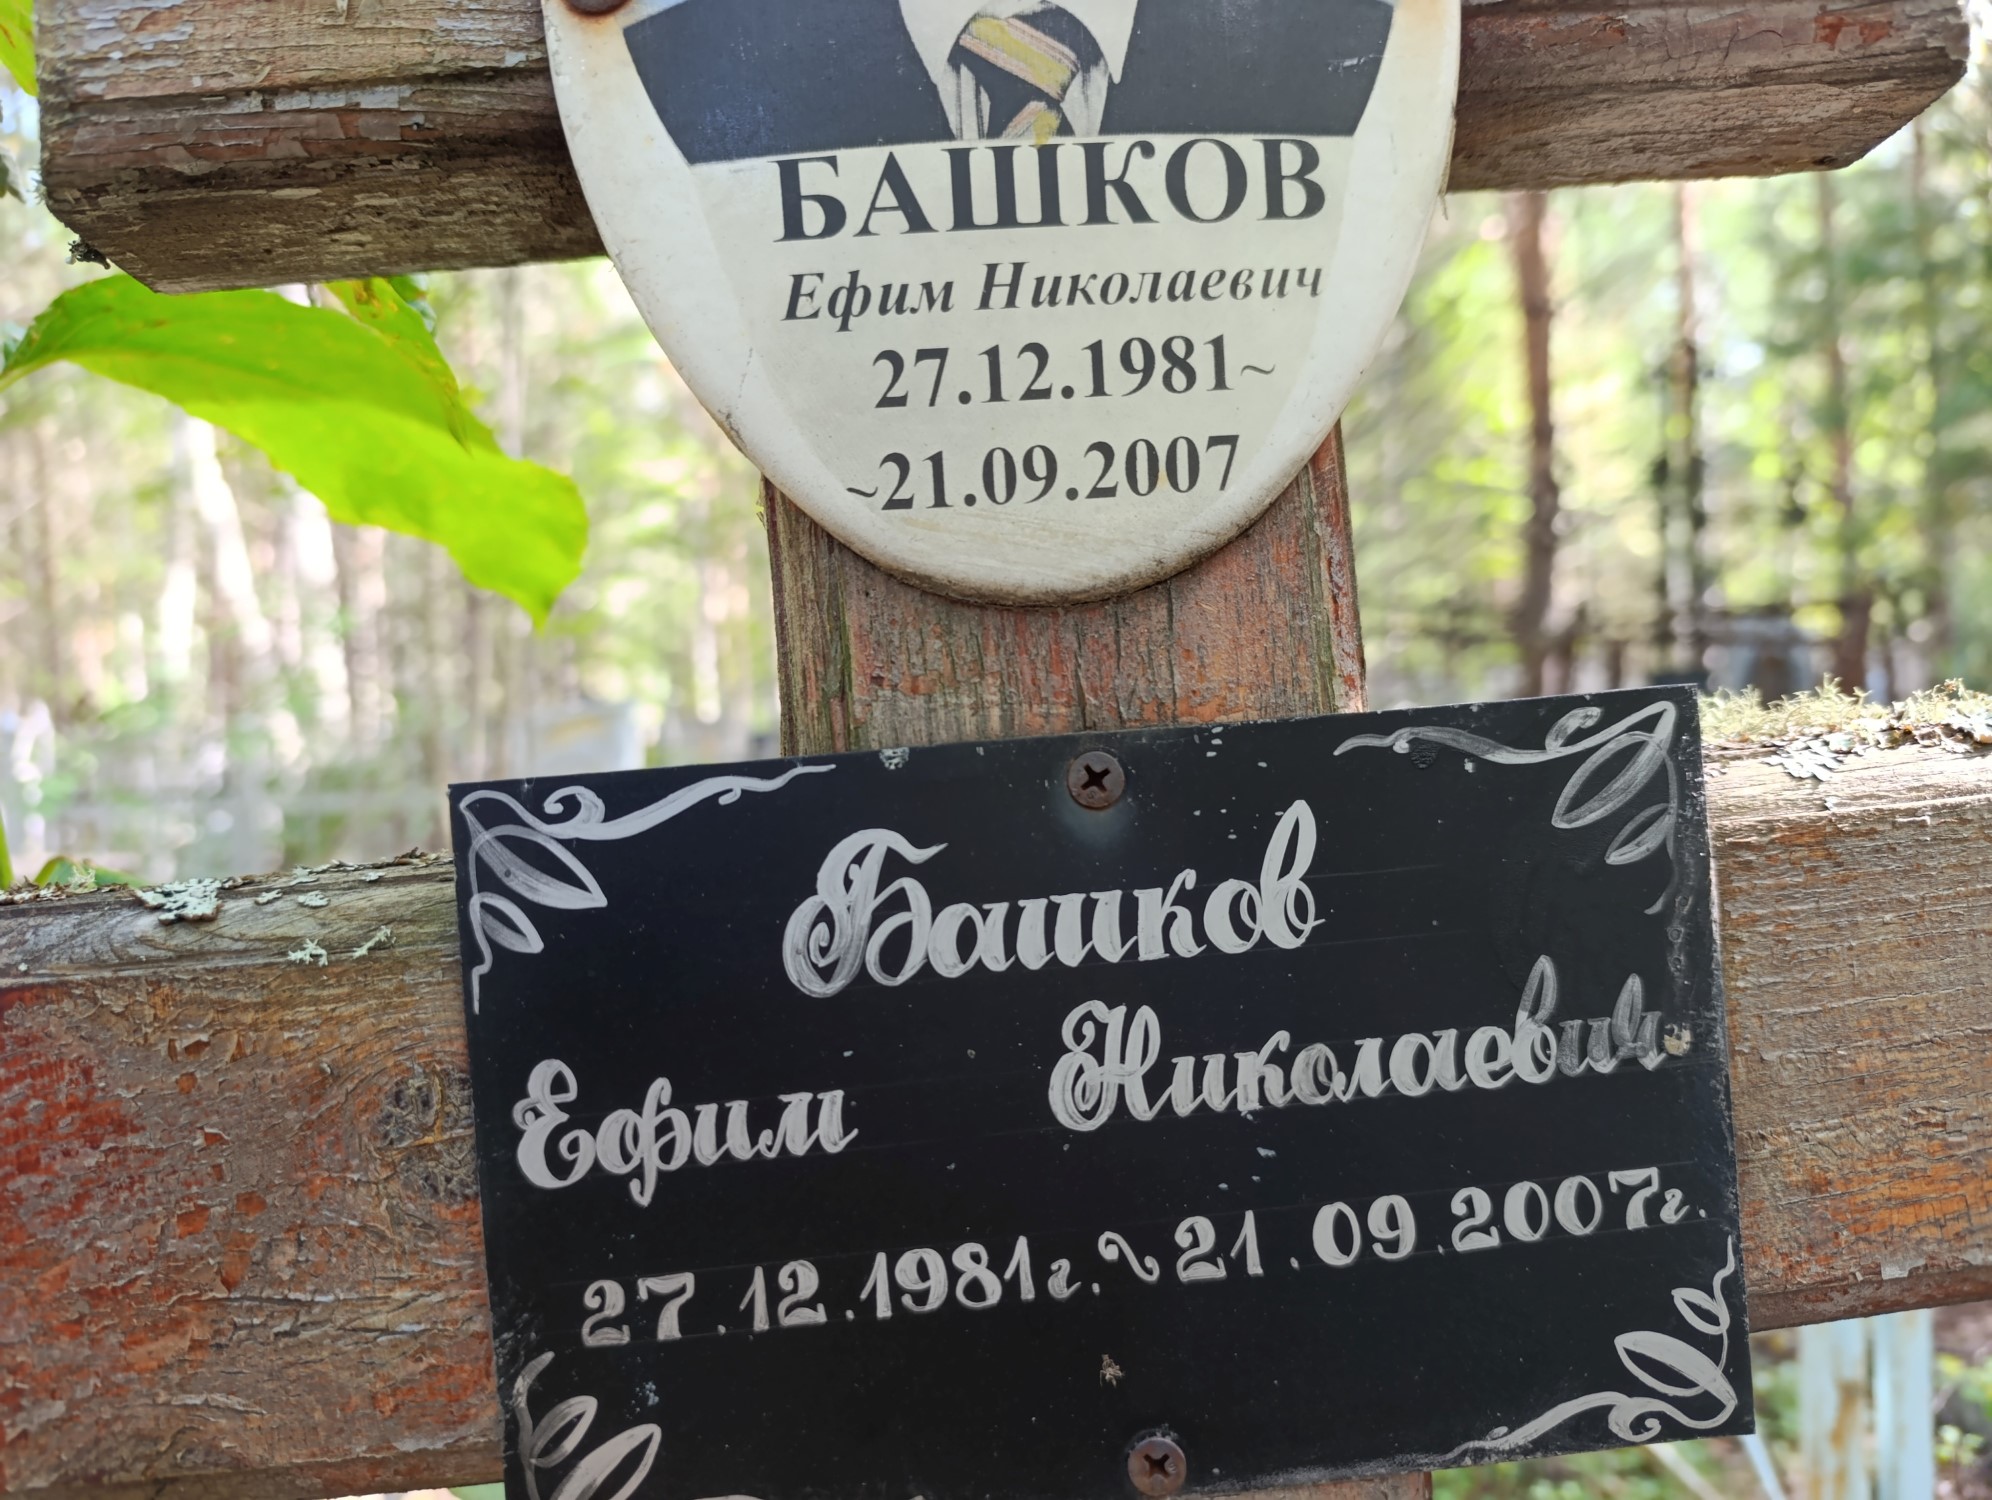 БАШКОВ
Ефим Николаевич
27.12.1981~
~21.09.2007
Башков
Ефим Николаевич
27.12.1981г. ~ 21.09.2007г.